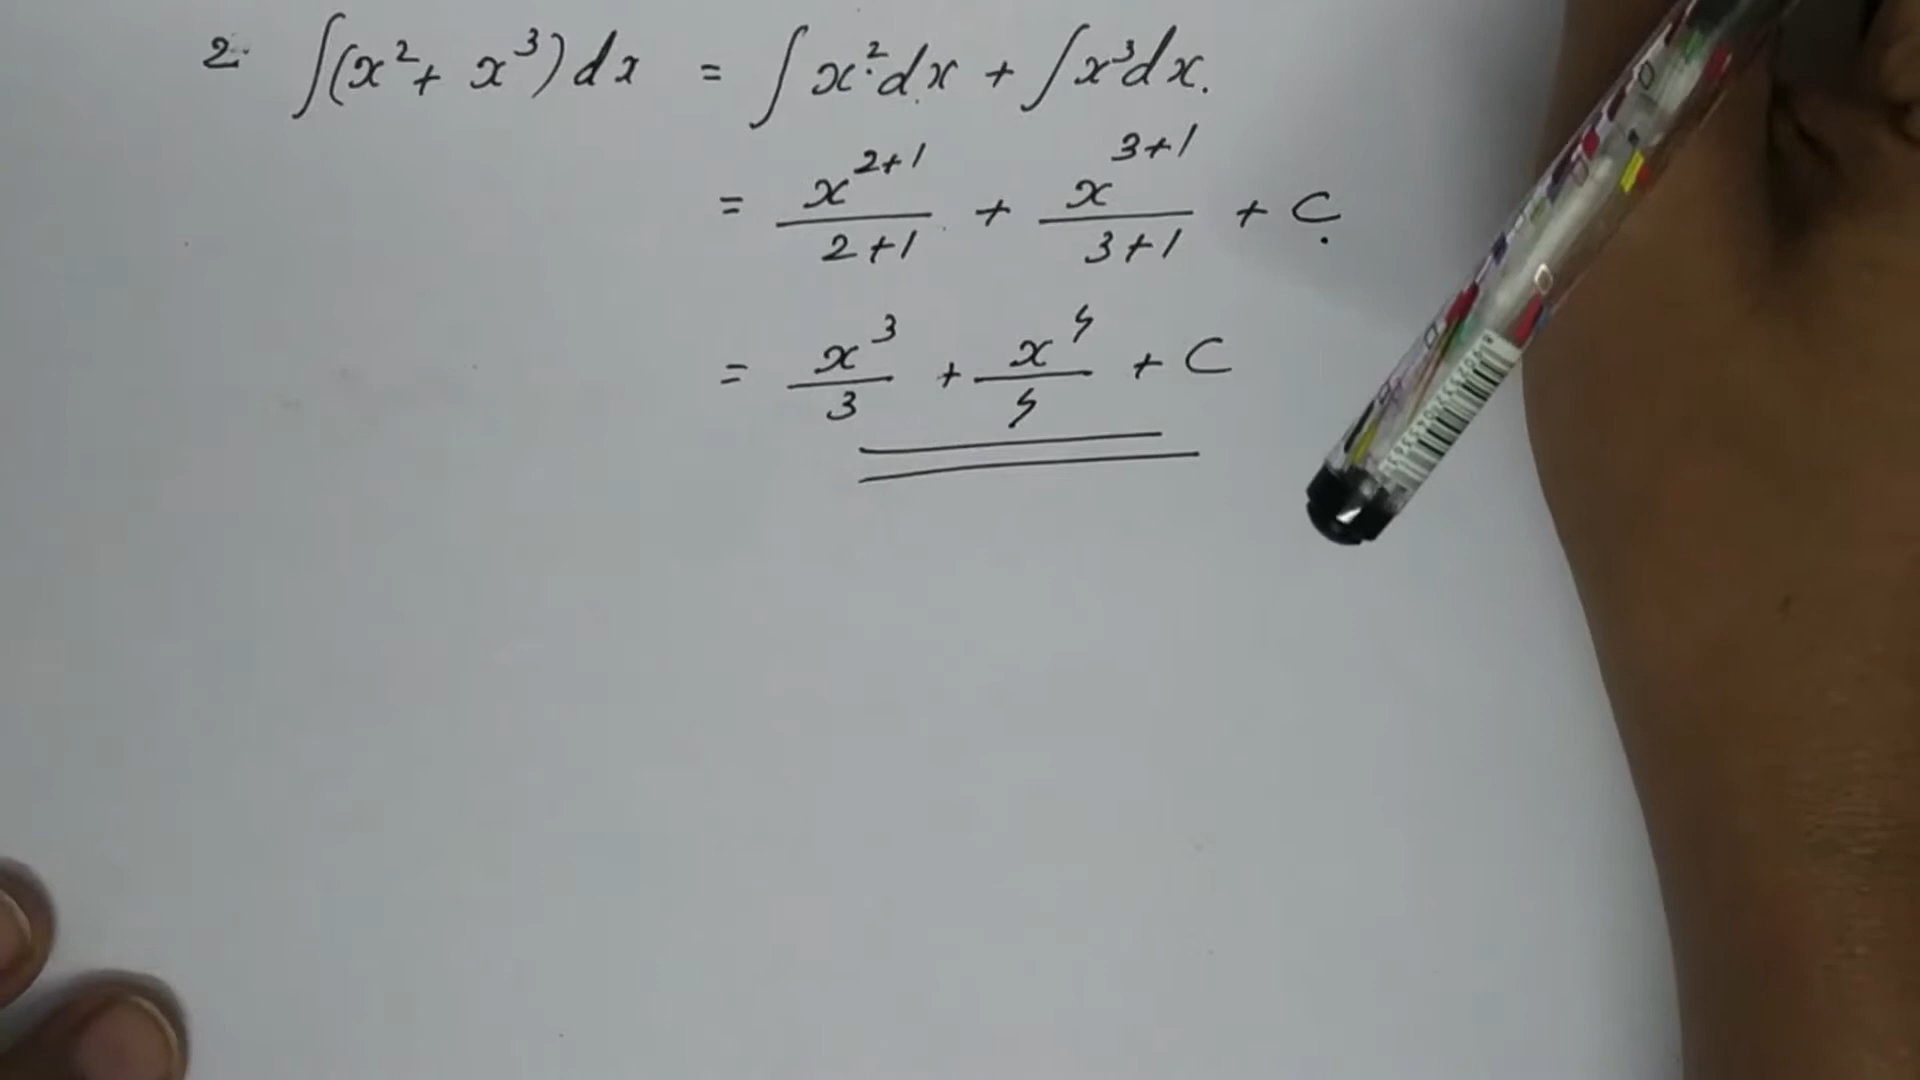 2. ∫(x² + x³) dx = ∫x² dx + ∫x³ dx.
= x^(2+1)/(2+1) + x^(3+1)/(3+1) + C.
= x³/3 + x⁴/4 + C